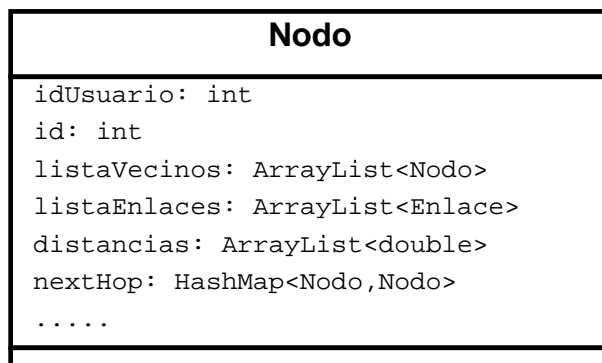 Nodo
idUsuario: int
id: int
listaVecinos: ArrayList<Nodo>
listaEnlaces: ArrayList<Enlace>
distancias: ArrayList<double>
nextHop: HashMap<Nodo,Nodo>
.....